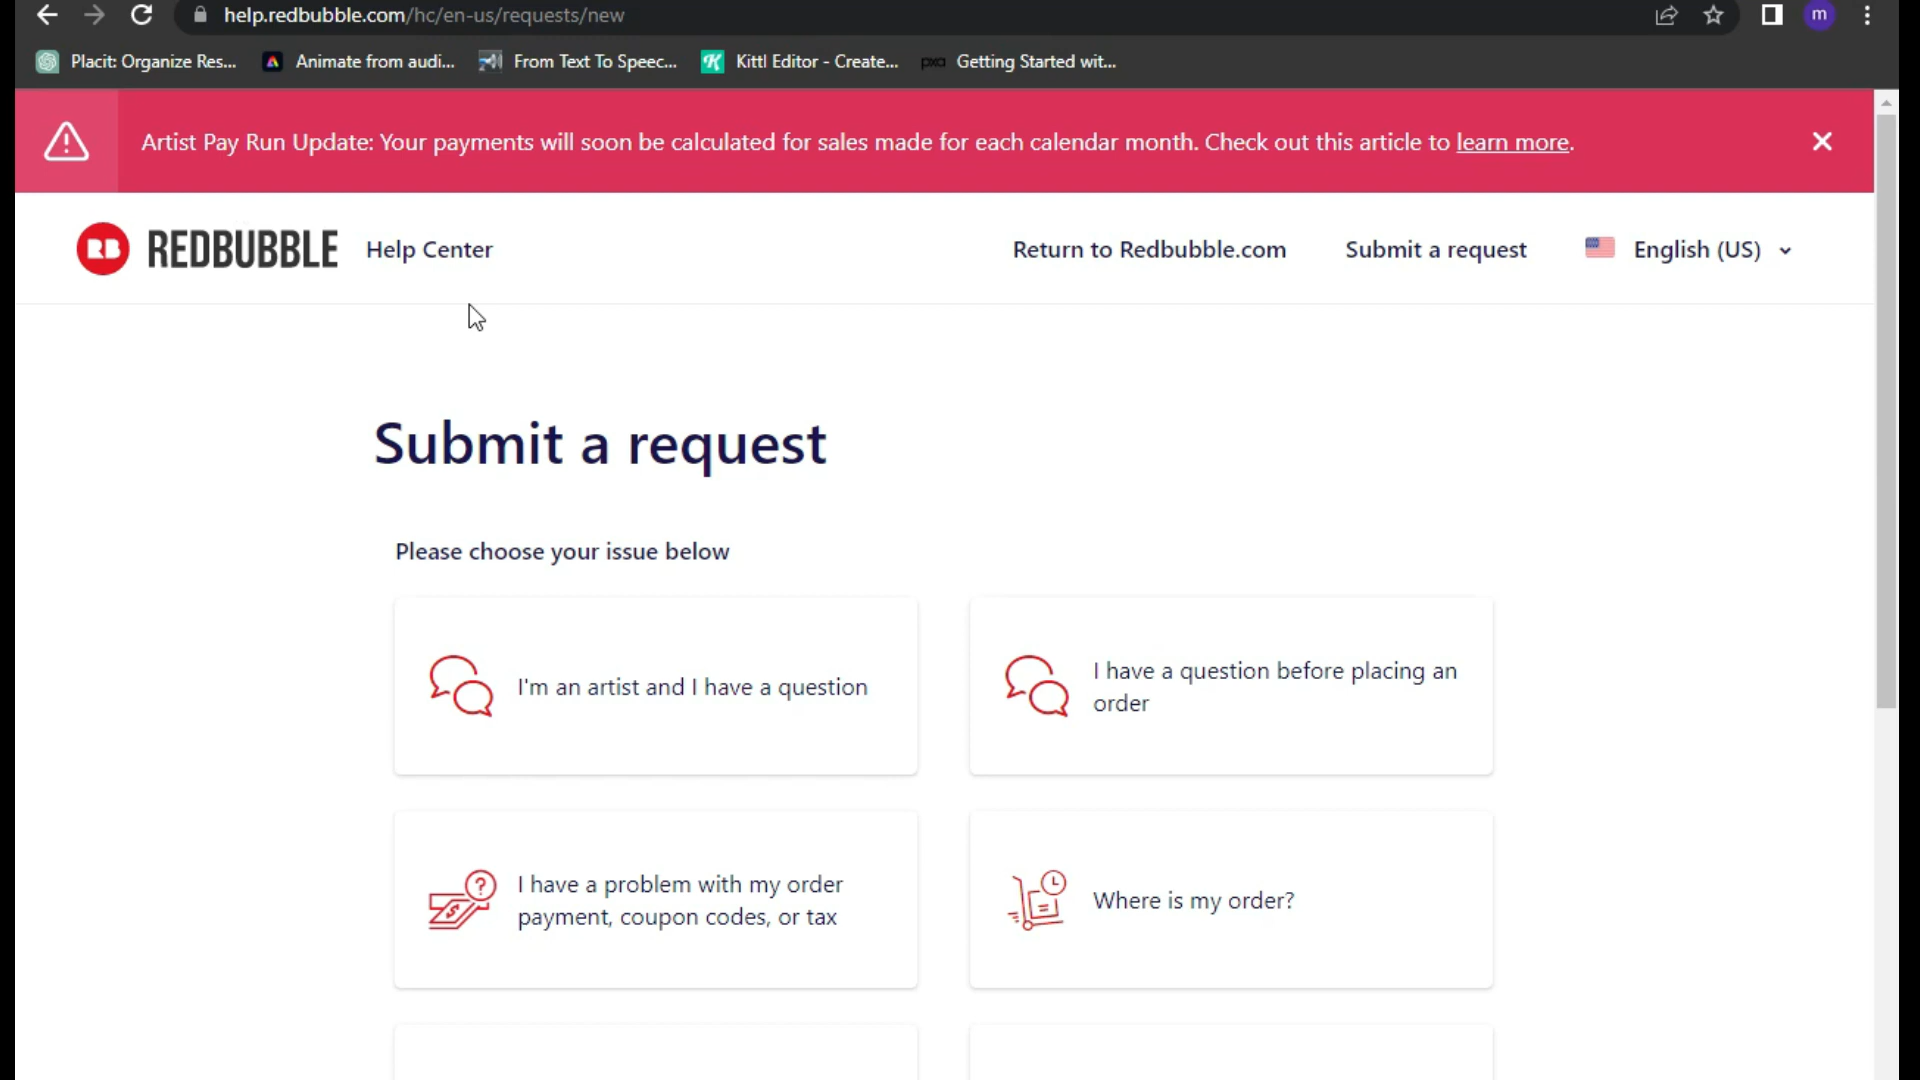 help.redbubble.com/hc/en-us/requests/new
m
Placit: Organize Res...
Animate from audi...
From Text To Speec...
Kittl Editor - Create...
Getting Started wit...
Artist Pay Run Update: Your payments will soon be calculated for sales made for each calendar month. Check out this article to learn more.
RB REDBUBBLE Help Center
Return to Redbubble.com
Submit a request
English (US)
Submit a request
Please choose your issue below
I'm an artist and I have a question
I have a question before placing an
order
I have a problem with my order
payment, coupon codes, or tax
Where is my order?